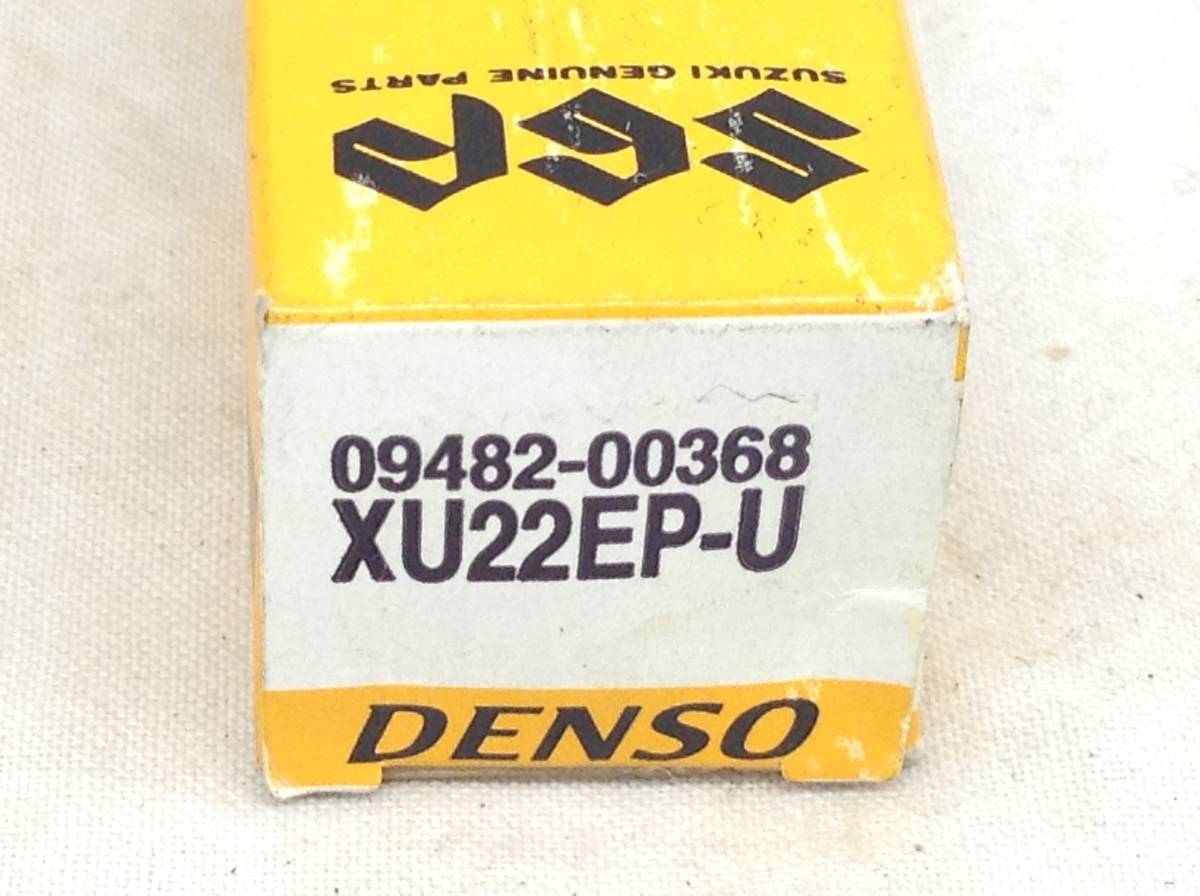 SUZUKI GENUINE PARTS
SGP
09482-00368
XU22EP-U
DENSO